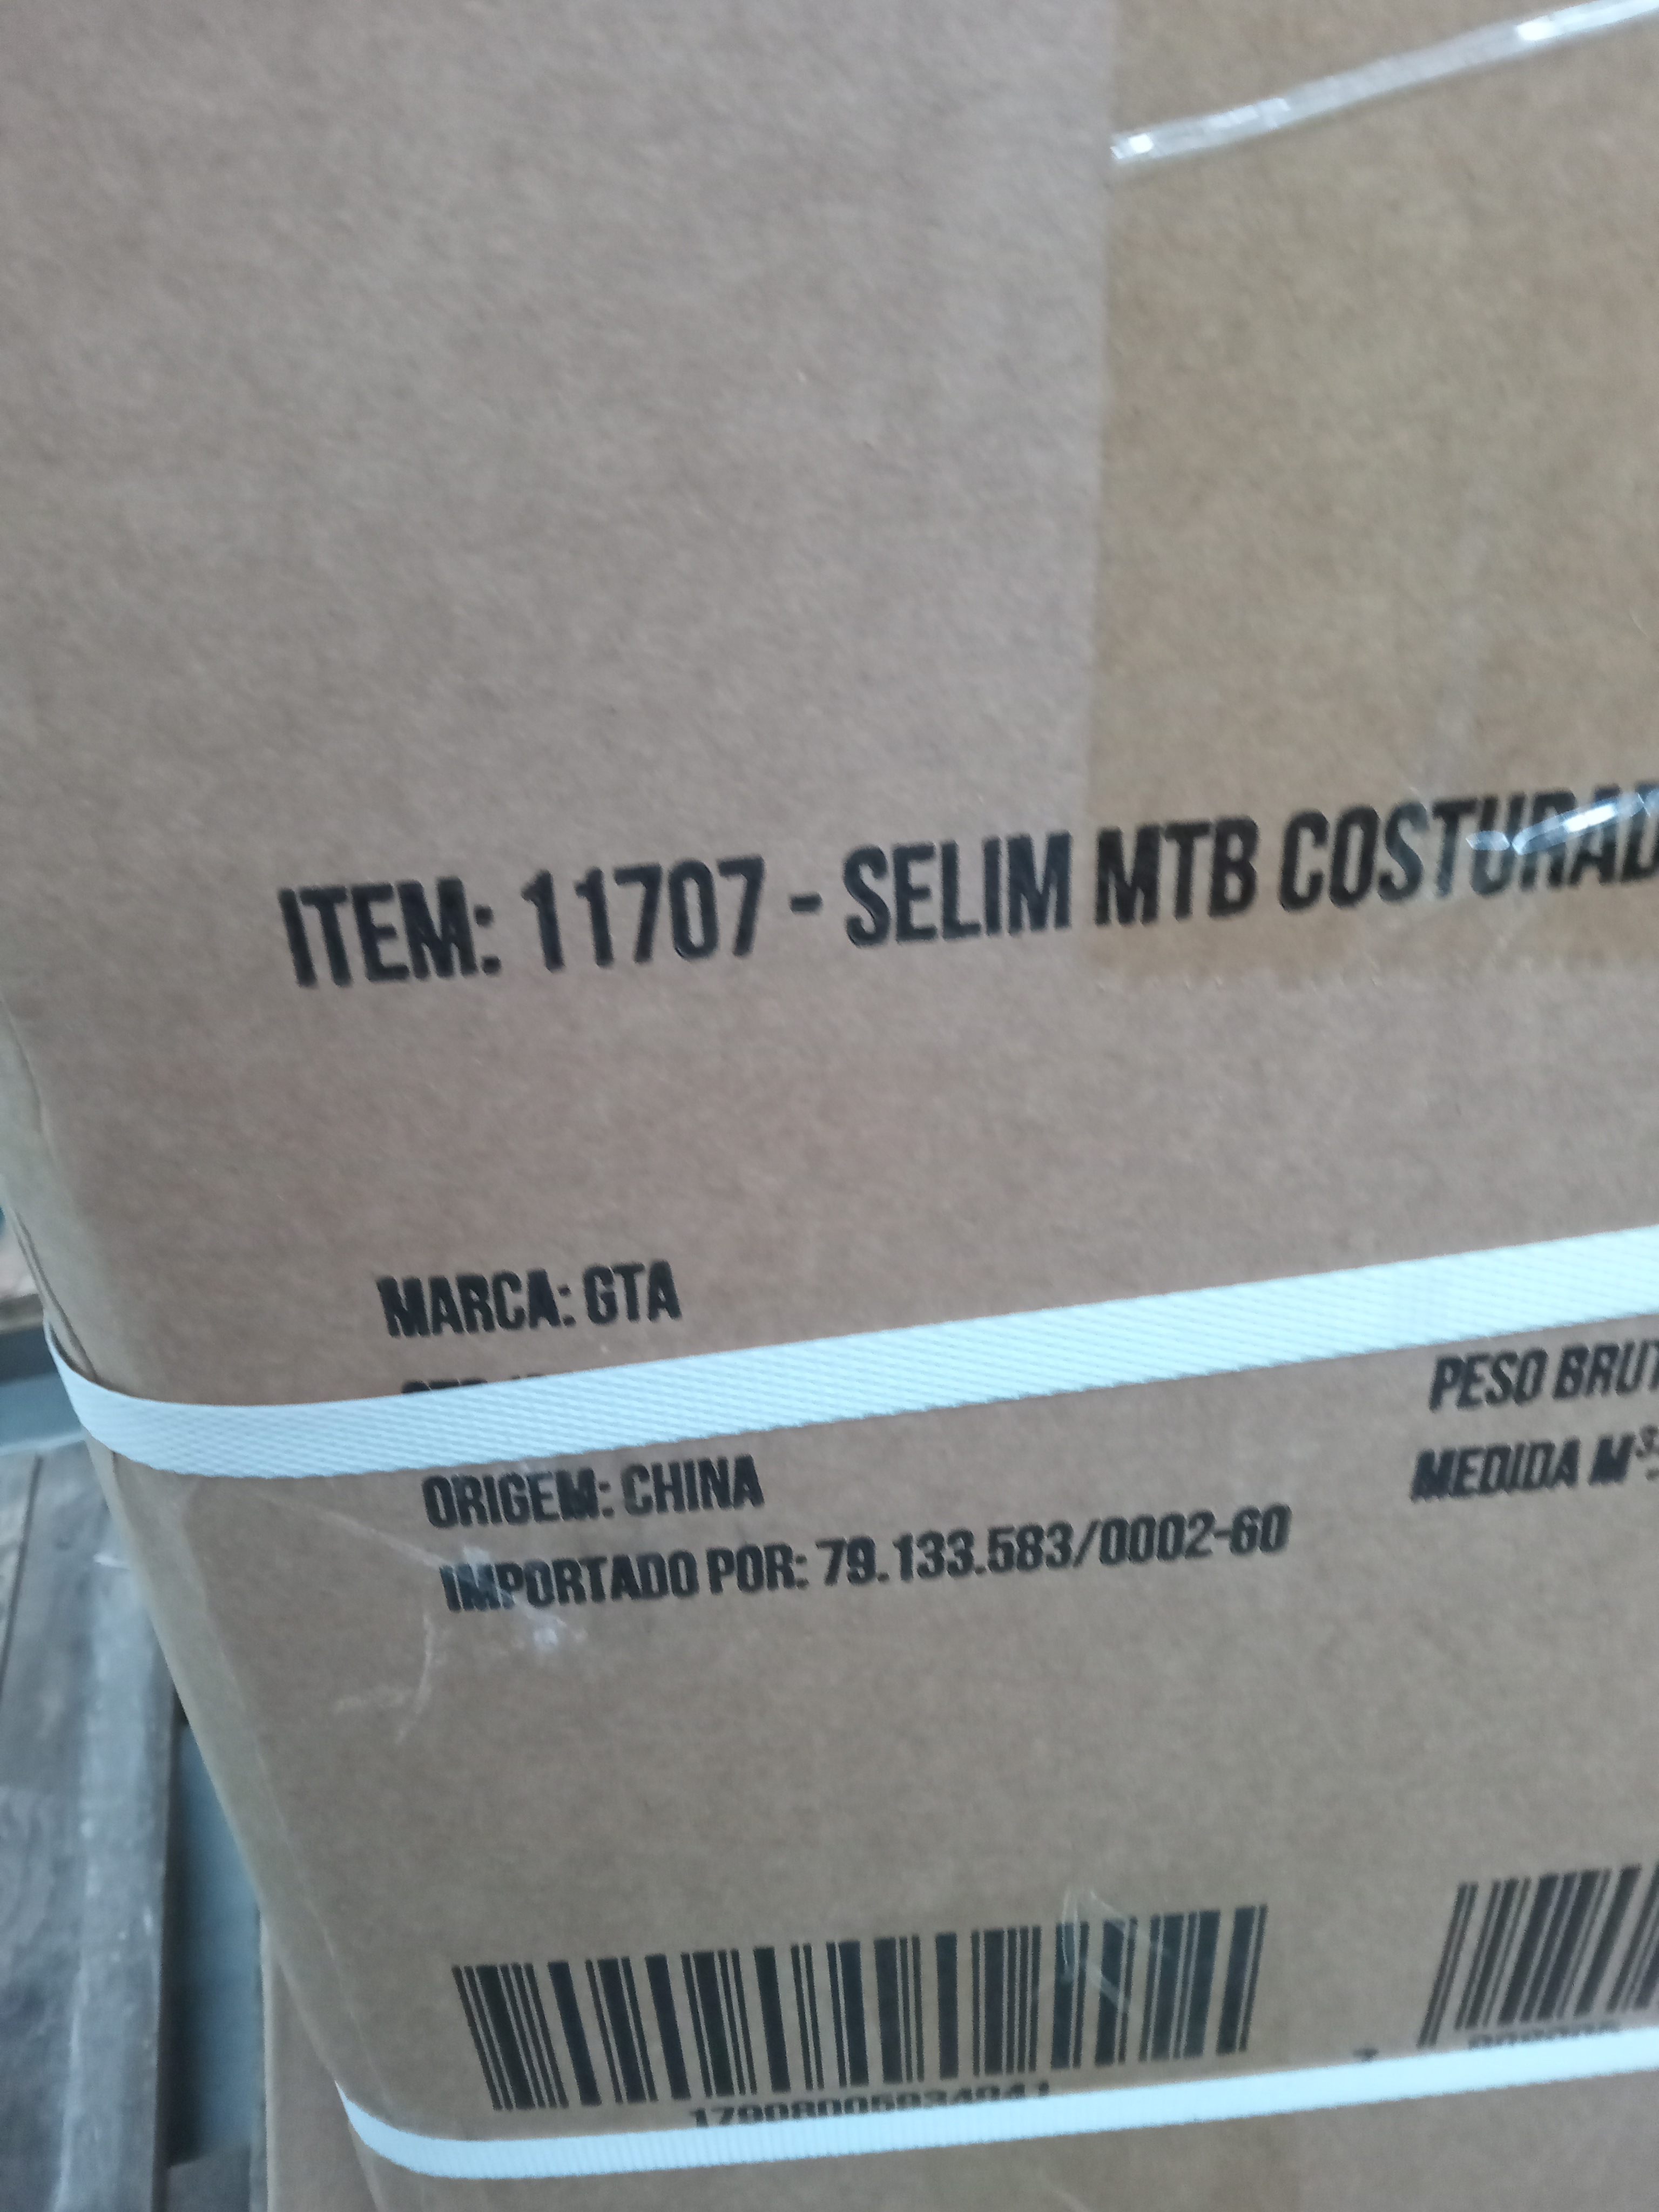 ITEM: 11707 - SELIM MTB COSTURAD
MARCA: GTA
PESO BRUT
ORIGEM: CHINA
MEDIDA M³
IMPORTADO POR: 79.133.583/0002-60